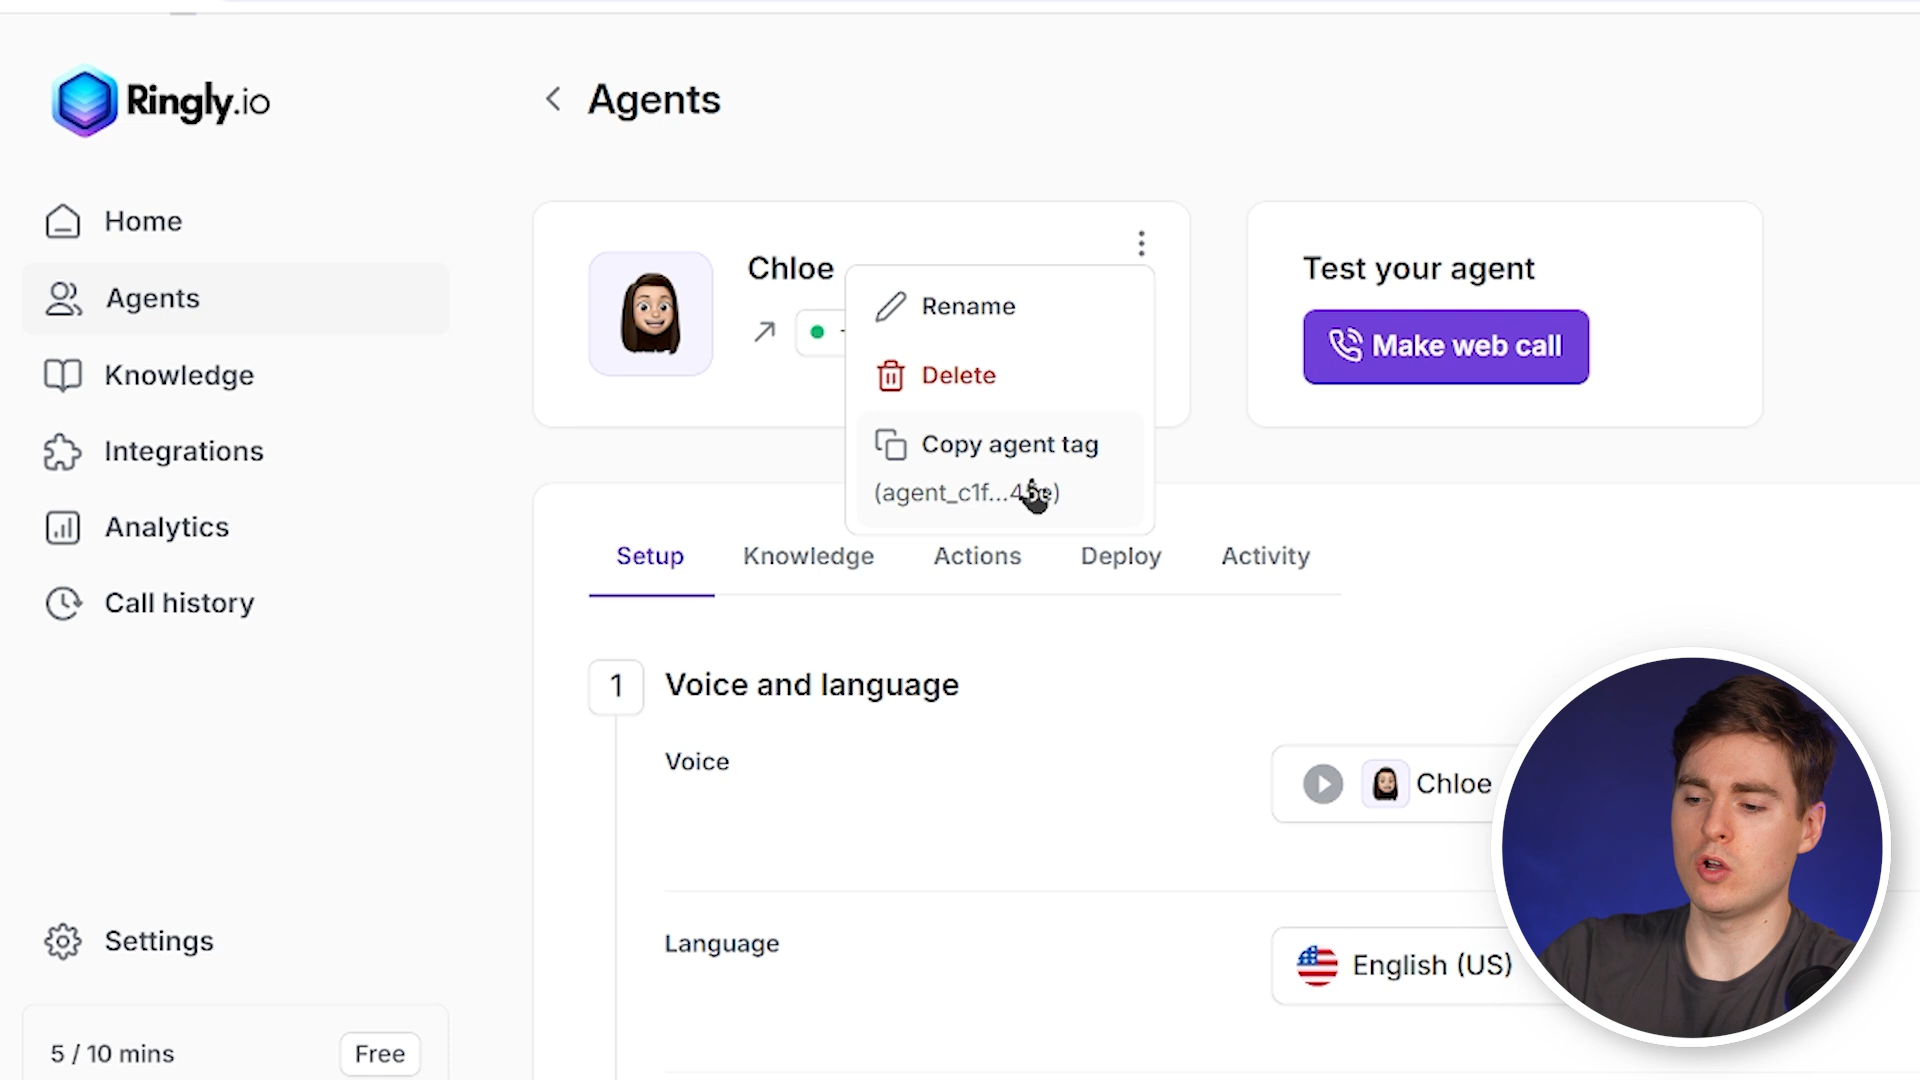 Ringly.io
Agents
Home
Agents
Knowledge
Integrations
Analytics
Call history
Settings
5 / 10 mins
Free
Chloe
Rename
Delete
Copy agent tag
Test your agent
Make web call
Setup
Knowledge
Actions
Deploy
Activity
1
Voice and language
Voice
Chloe
Language
English (US)